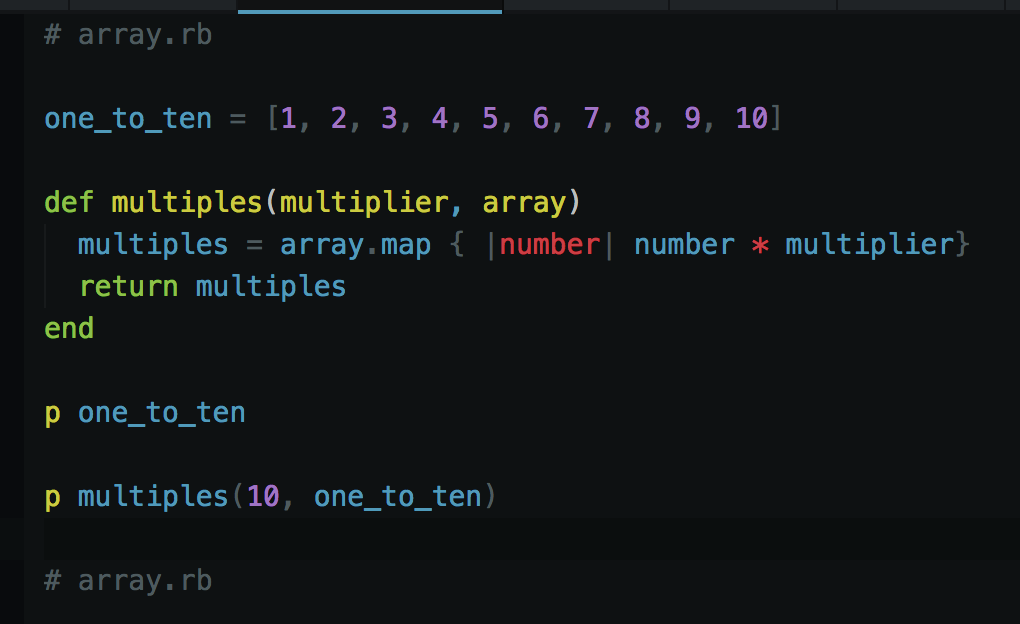 # array.rb
one_to_ten = [1, 2, 3, 4, 5, 6, 7, 8, 9, 10]
def multiples(multiplier, array)
  multiples = array.map { |number| number * multiplier}
  return multiples
end
p one_to_ten
p multiples(10, one_to_ten)
# array.rb